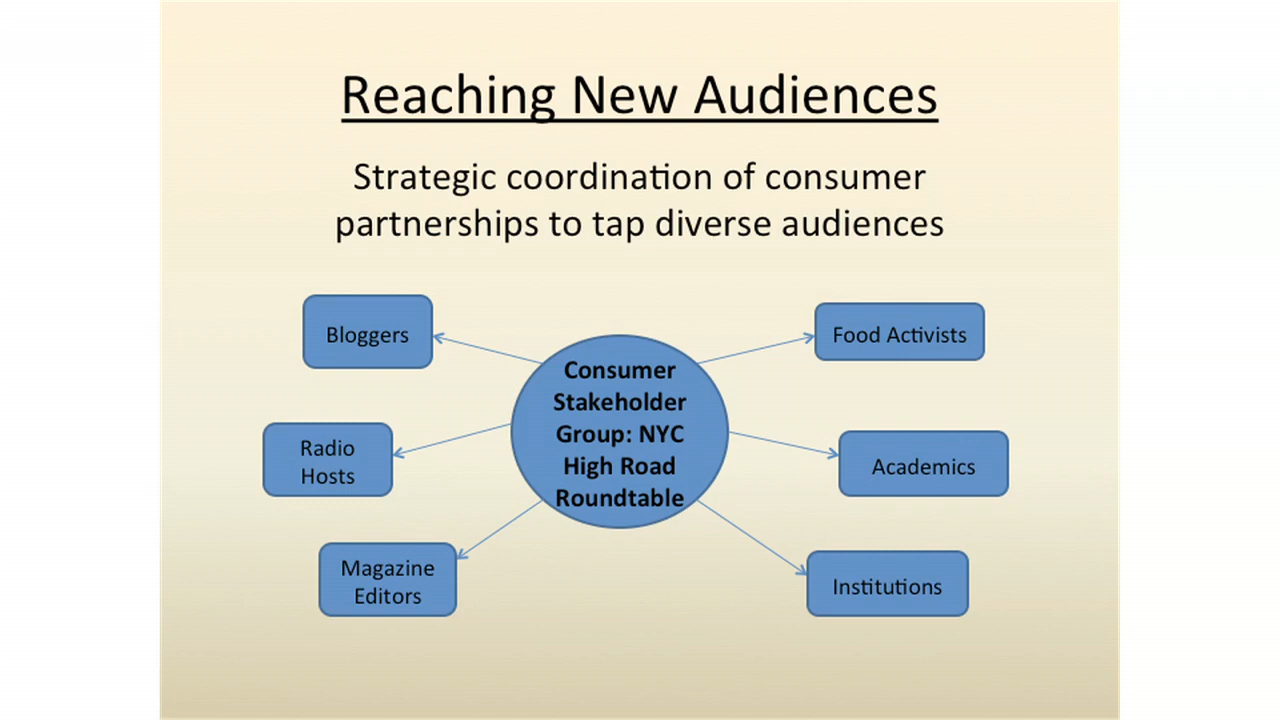 Reaching New Audiences
Strategic coordination of consumer
partnerships to tap diverse audiences
Bloggers
Food Activists
Consumer
Stakeholder
Group: NYC
High Road
Roundtable
Radio
Hosts
Academics
Magazine
Editors
Institutions